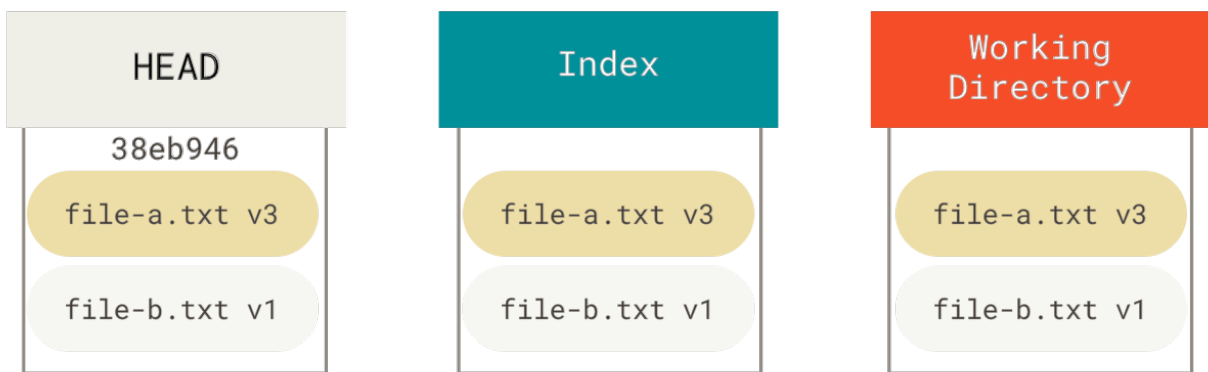 HEAD
Index
Working
Directory
38eb946
file-a.txt v3
file-a.txt v3
file-a.txt v3
file-b.txt v1
file-b.txt v1
file-b.txt v1